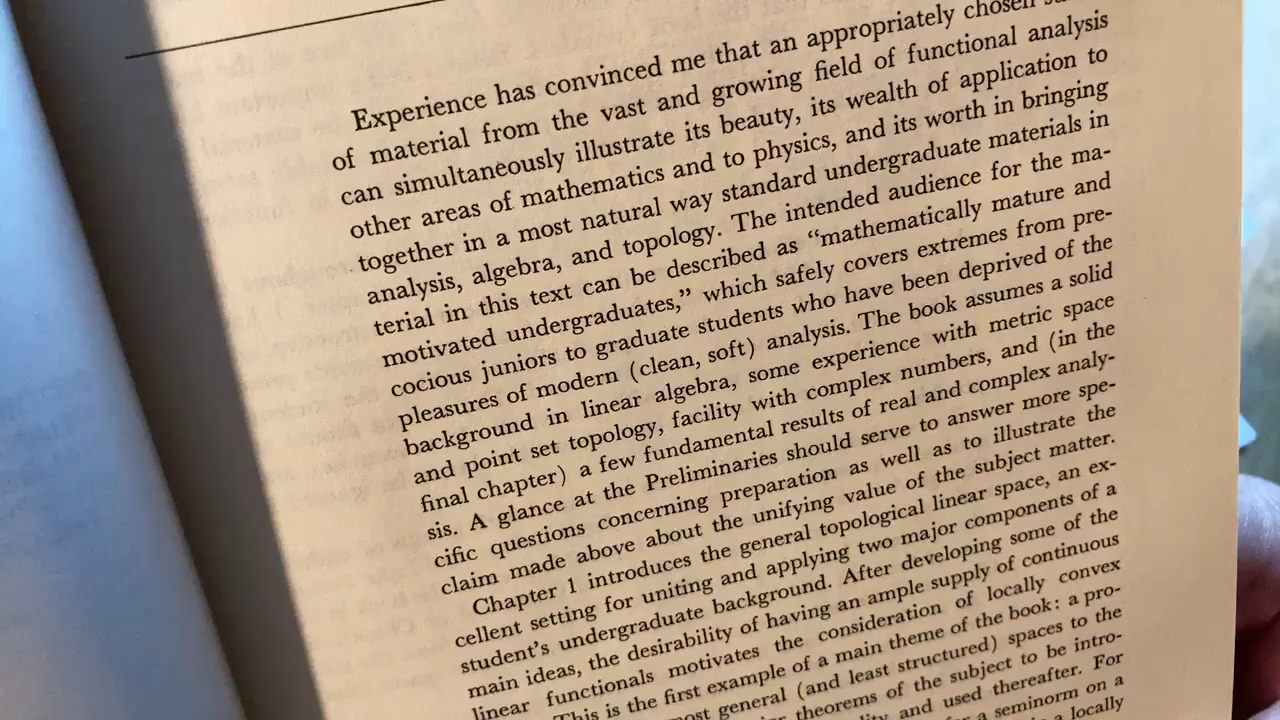 Experience has convinced me that an appropriately chosen
of material from the vast and growing field of functional analysis
can simultaneously illustrate its beauty, its wealth of application to
other areas of mathematics and to physics, and its worth in bringing
together in a most natural way standard undergraduate materials in
analysis, algebra, and topology. The intended audience for the ma-
terial in this text can be described as “mathematically mature and
motivated undergraduates,” which safely covers extremes from pre-
cocious juniors to graduate students who have been deprived of the
pleasures of modern (clean, soft) analysis. The book assumes a solid
background in linear algebra, some experience with metric space
and point set topology, facility with complex numbers, and (in the
final chapter) a few fundamental results of real and complex analy-
sis. A glance at the Preliminaries should serve to answer more spe-
cific questions concerning preparation as well as to illustrate the
claim made above about the unifying value of the subject matter.
Chapter 1 introduces the general topological linear space, an ex-
cellent setting for uniting and applying two major components of a
student's undergraduate background. After developing some of the
main ideas, the desirability of having an ample supply of continuous
linear functionals motivates the consideration of locally convex
This is the first example of a main theme of the book: a pro-
most general (and least structured) spaces to the
theorems of the subject to be intro-
and used thereafter. For
a seminorm on a
a locally